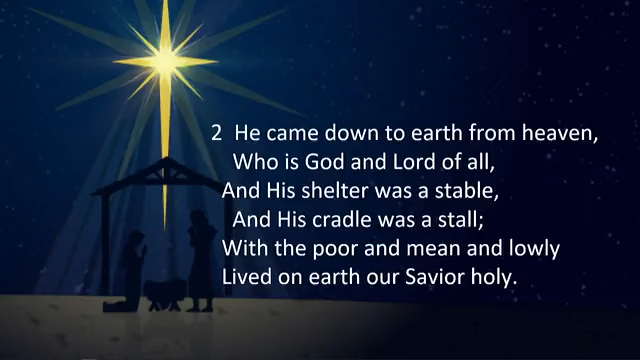 2 He came down to earth from heaven,
Who is God and Lord of all,
And His shelter was a stable,
And His cradle was a stall;
With the poor and mean and lowly
Lived on earth our Savior holy.